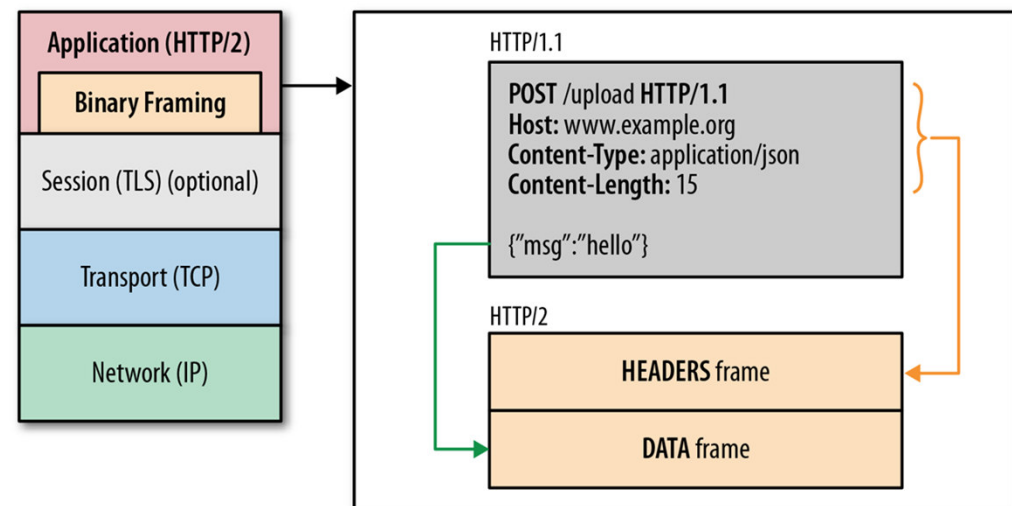 Application (HTTP/2)
Binary Framing
Session (TLS) (optional)
Transport (TCP)
Network (IP)
HTTP/1.1
POST /upload HTTP/1.1
Host: www.example.org
Content-Type: application/json
Content-Length: 15
{”msg”:”hello”}
HTTP/2
HEADERS frame
DATA frame